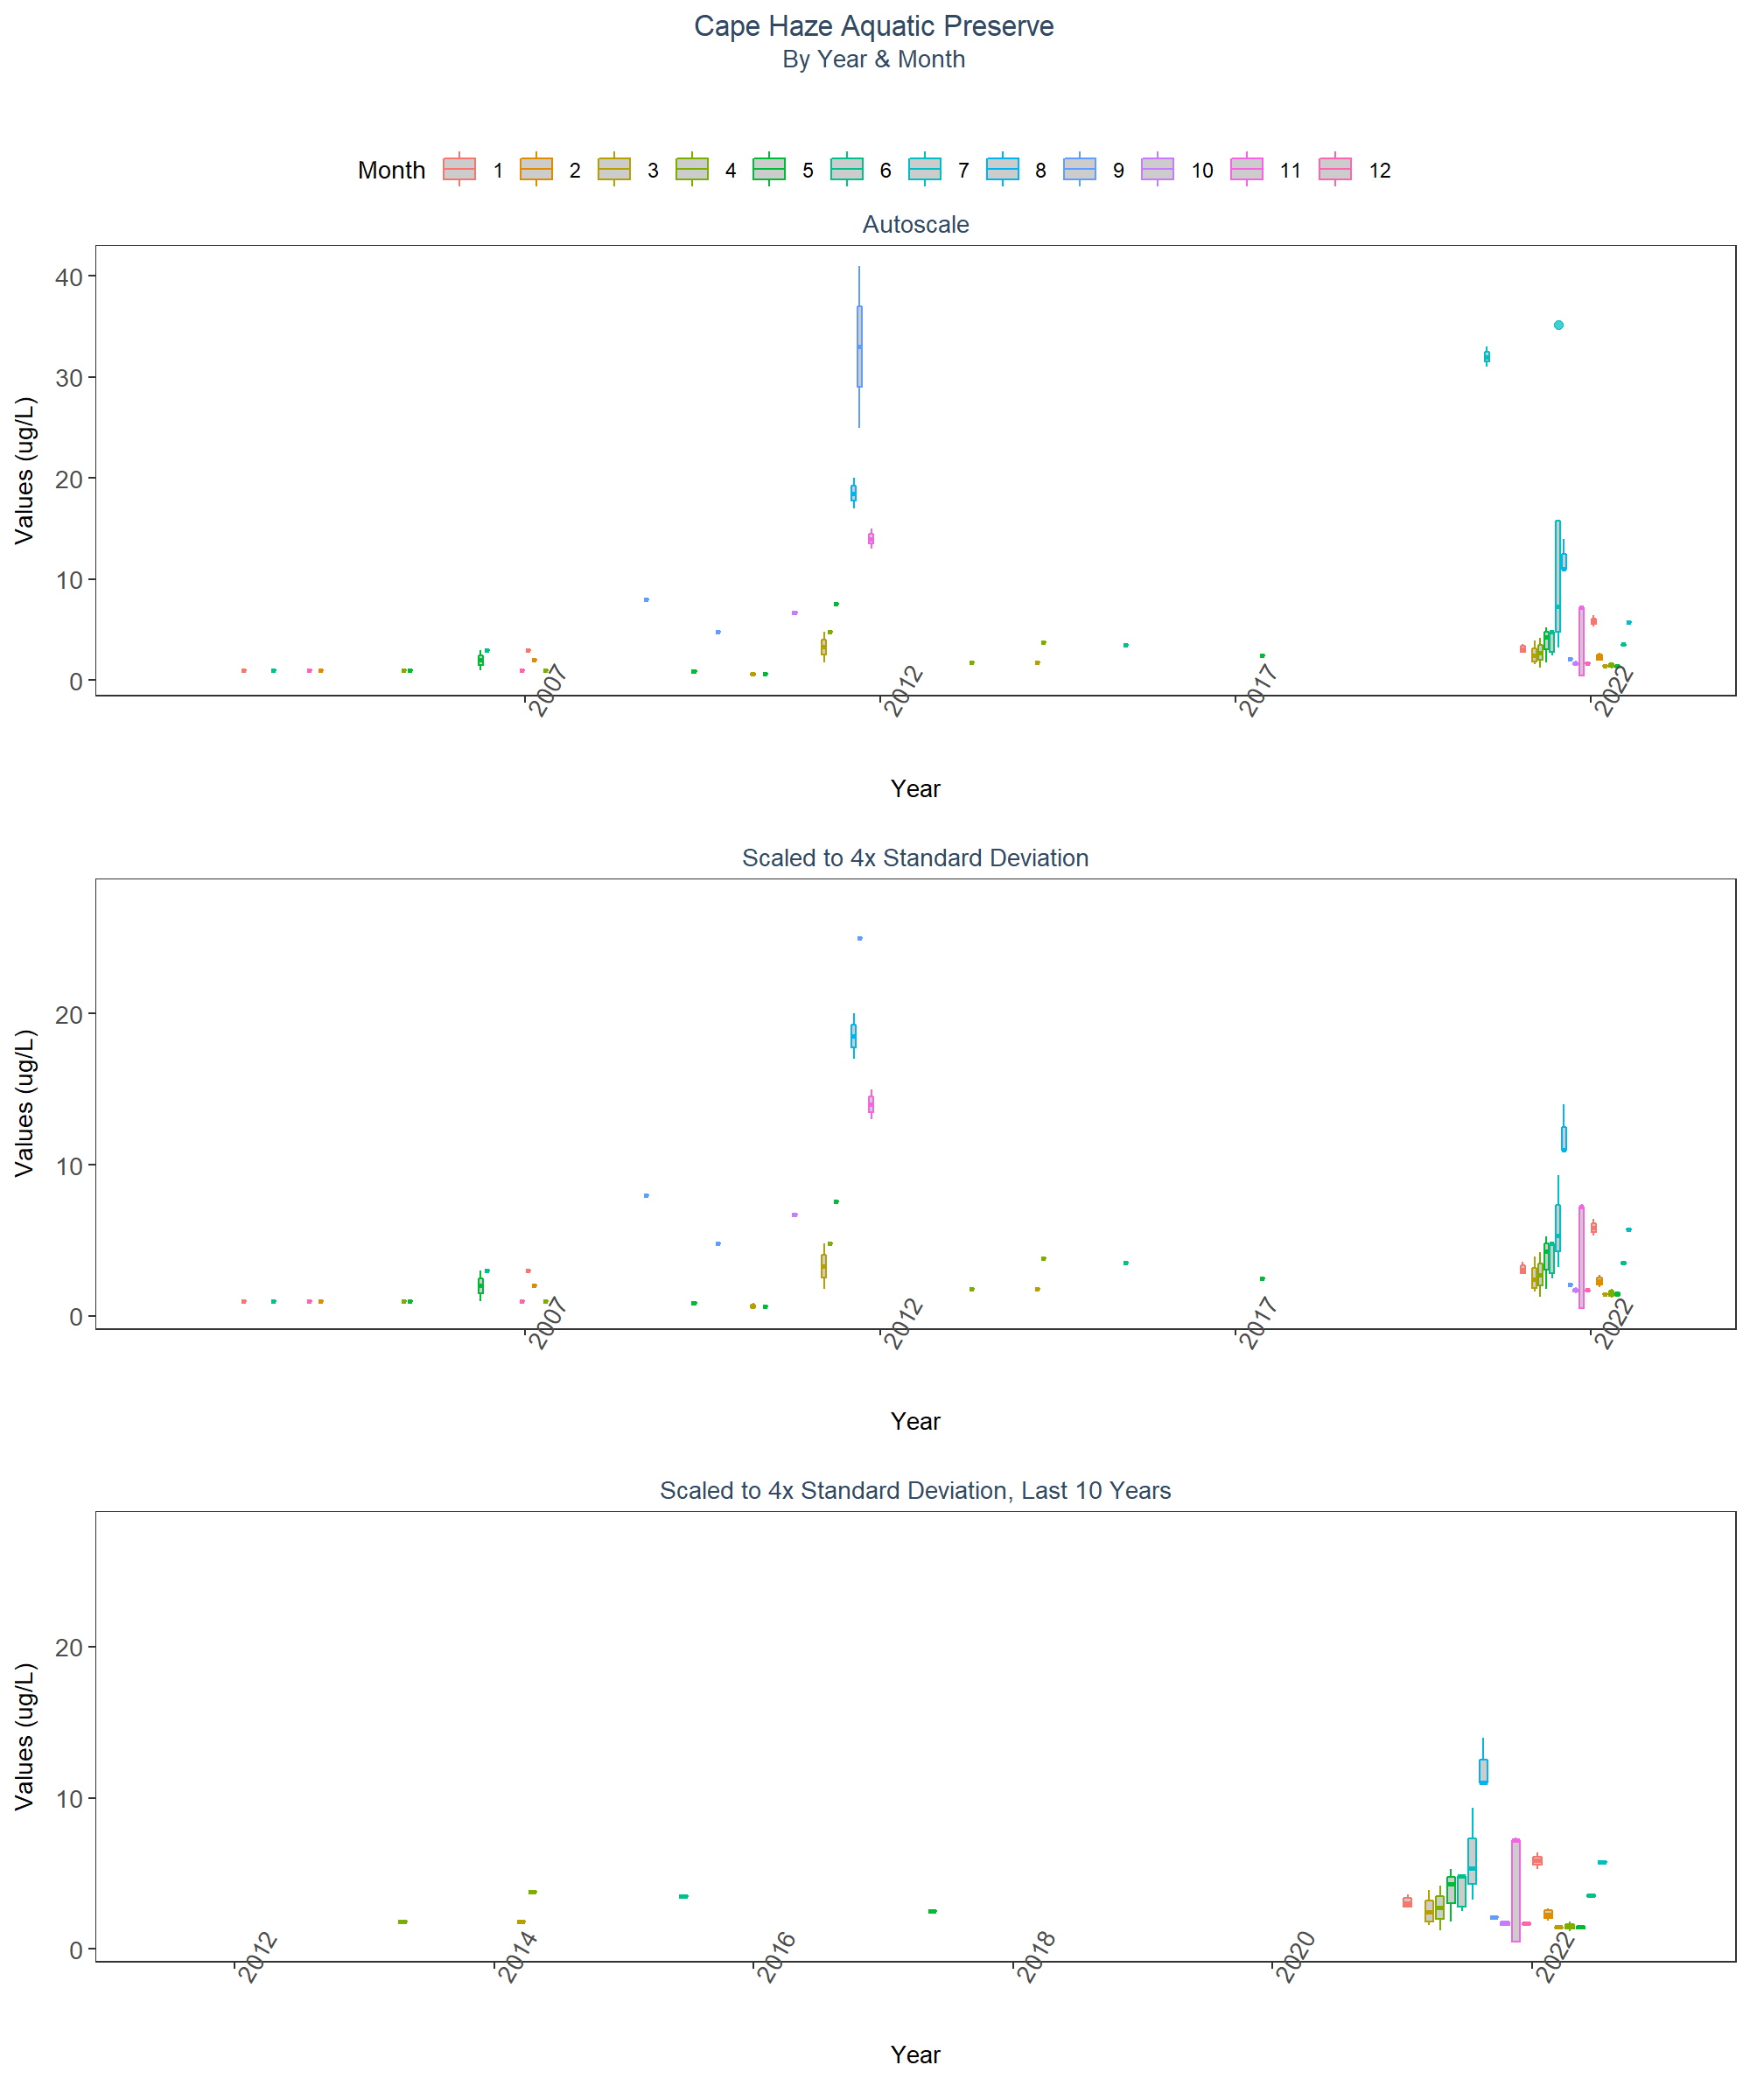 Cape Haze Aquatic Preserve
By Year & Month
Month 1 2 3 4 5 6 7 8 9 10 11 12
Autoscale
40
30
20
10
0
Values (ug/L)
2007 2012 2017 2022
Year
Scaled to 4x Standard Deviation
20
10
0
Values (ug/L)
2007 2012 2017 2022
Year
Scaled to 4x Standard Deviation, Last 10 Years
20
10
0
Values (ug/L)
2012 2014 2016 2018 2020 2022
Year